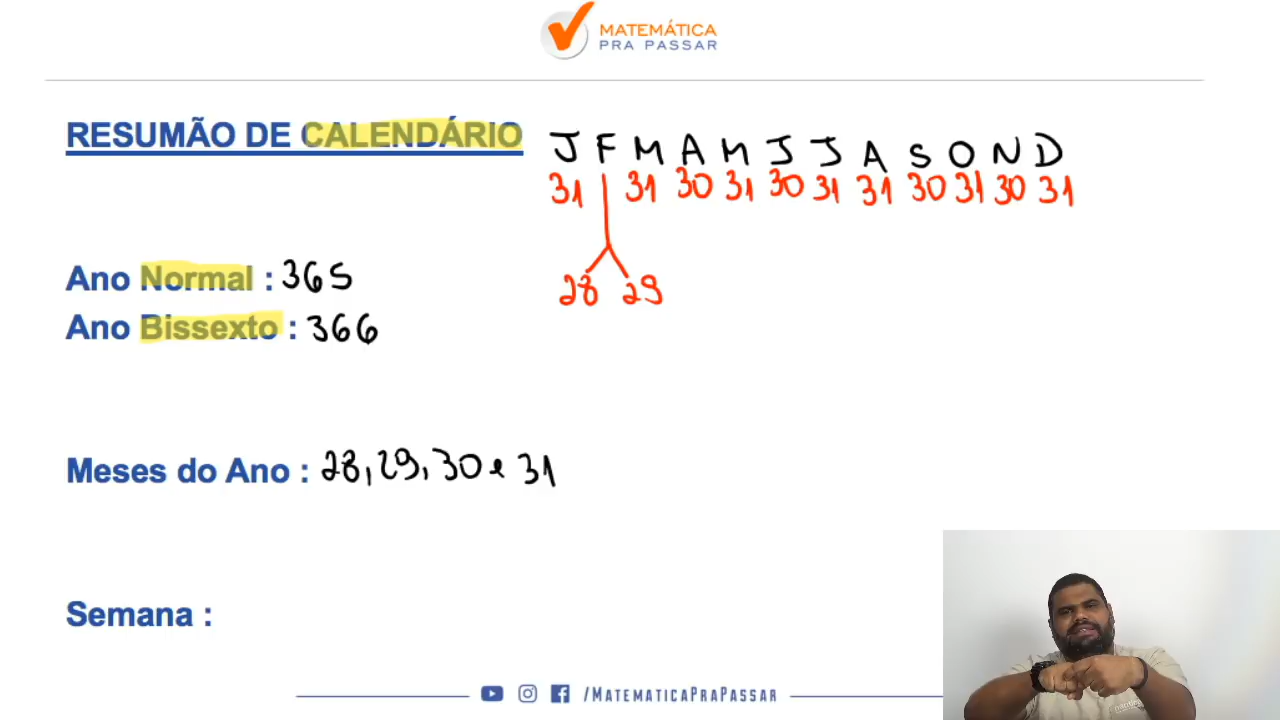 MATEMÁTICA
PRA PASSAR
RESUMÃO DE CALENDÁRIO
J F M A M J J A S O N D
31 31 30 31 30 31 31 30 31 30 31
28 29
Ano Normal : 365
Ano Bissexto : 366
Meses do Ano : 28, 29, 30 e 31
Semana :
/MATEMATICAPRAPASSAR